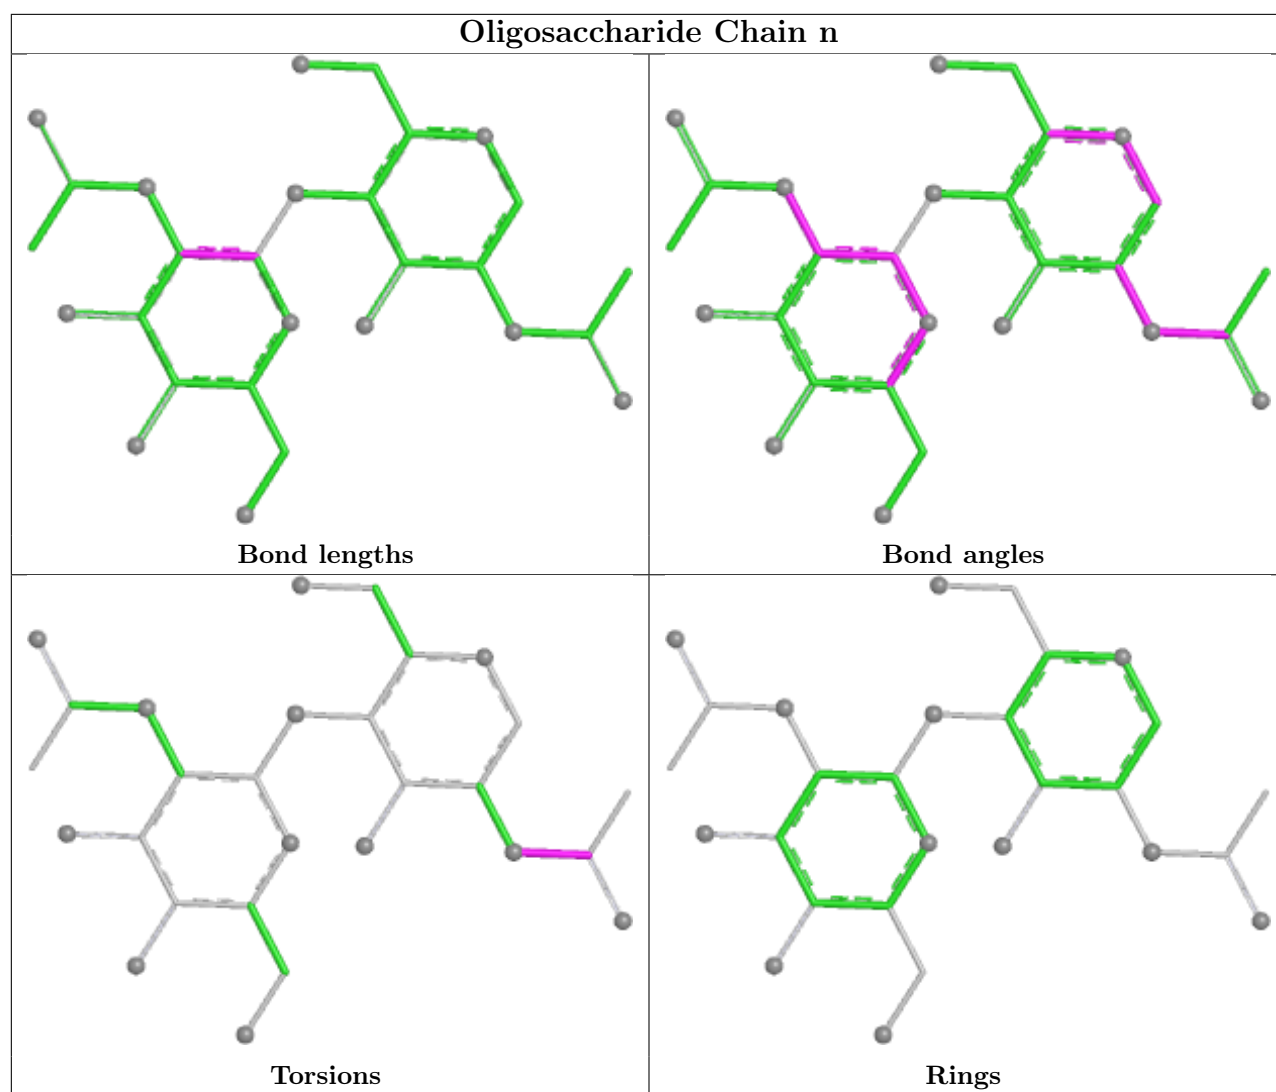 Oligosaccharide Chain n
Bond lengths
Bond angles
Torsions
Rings